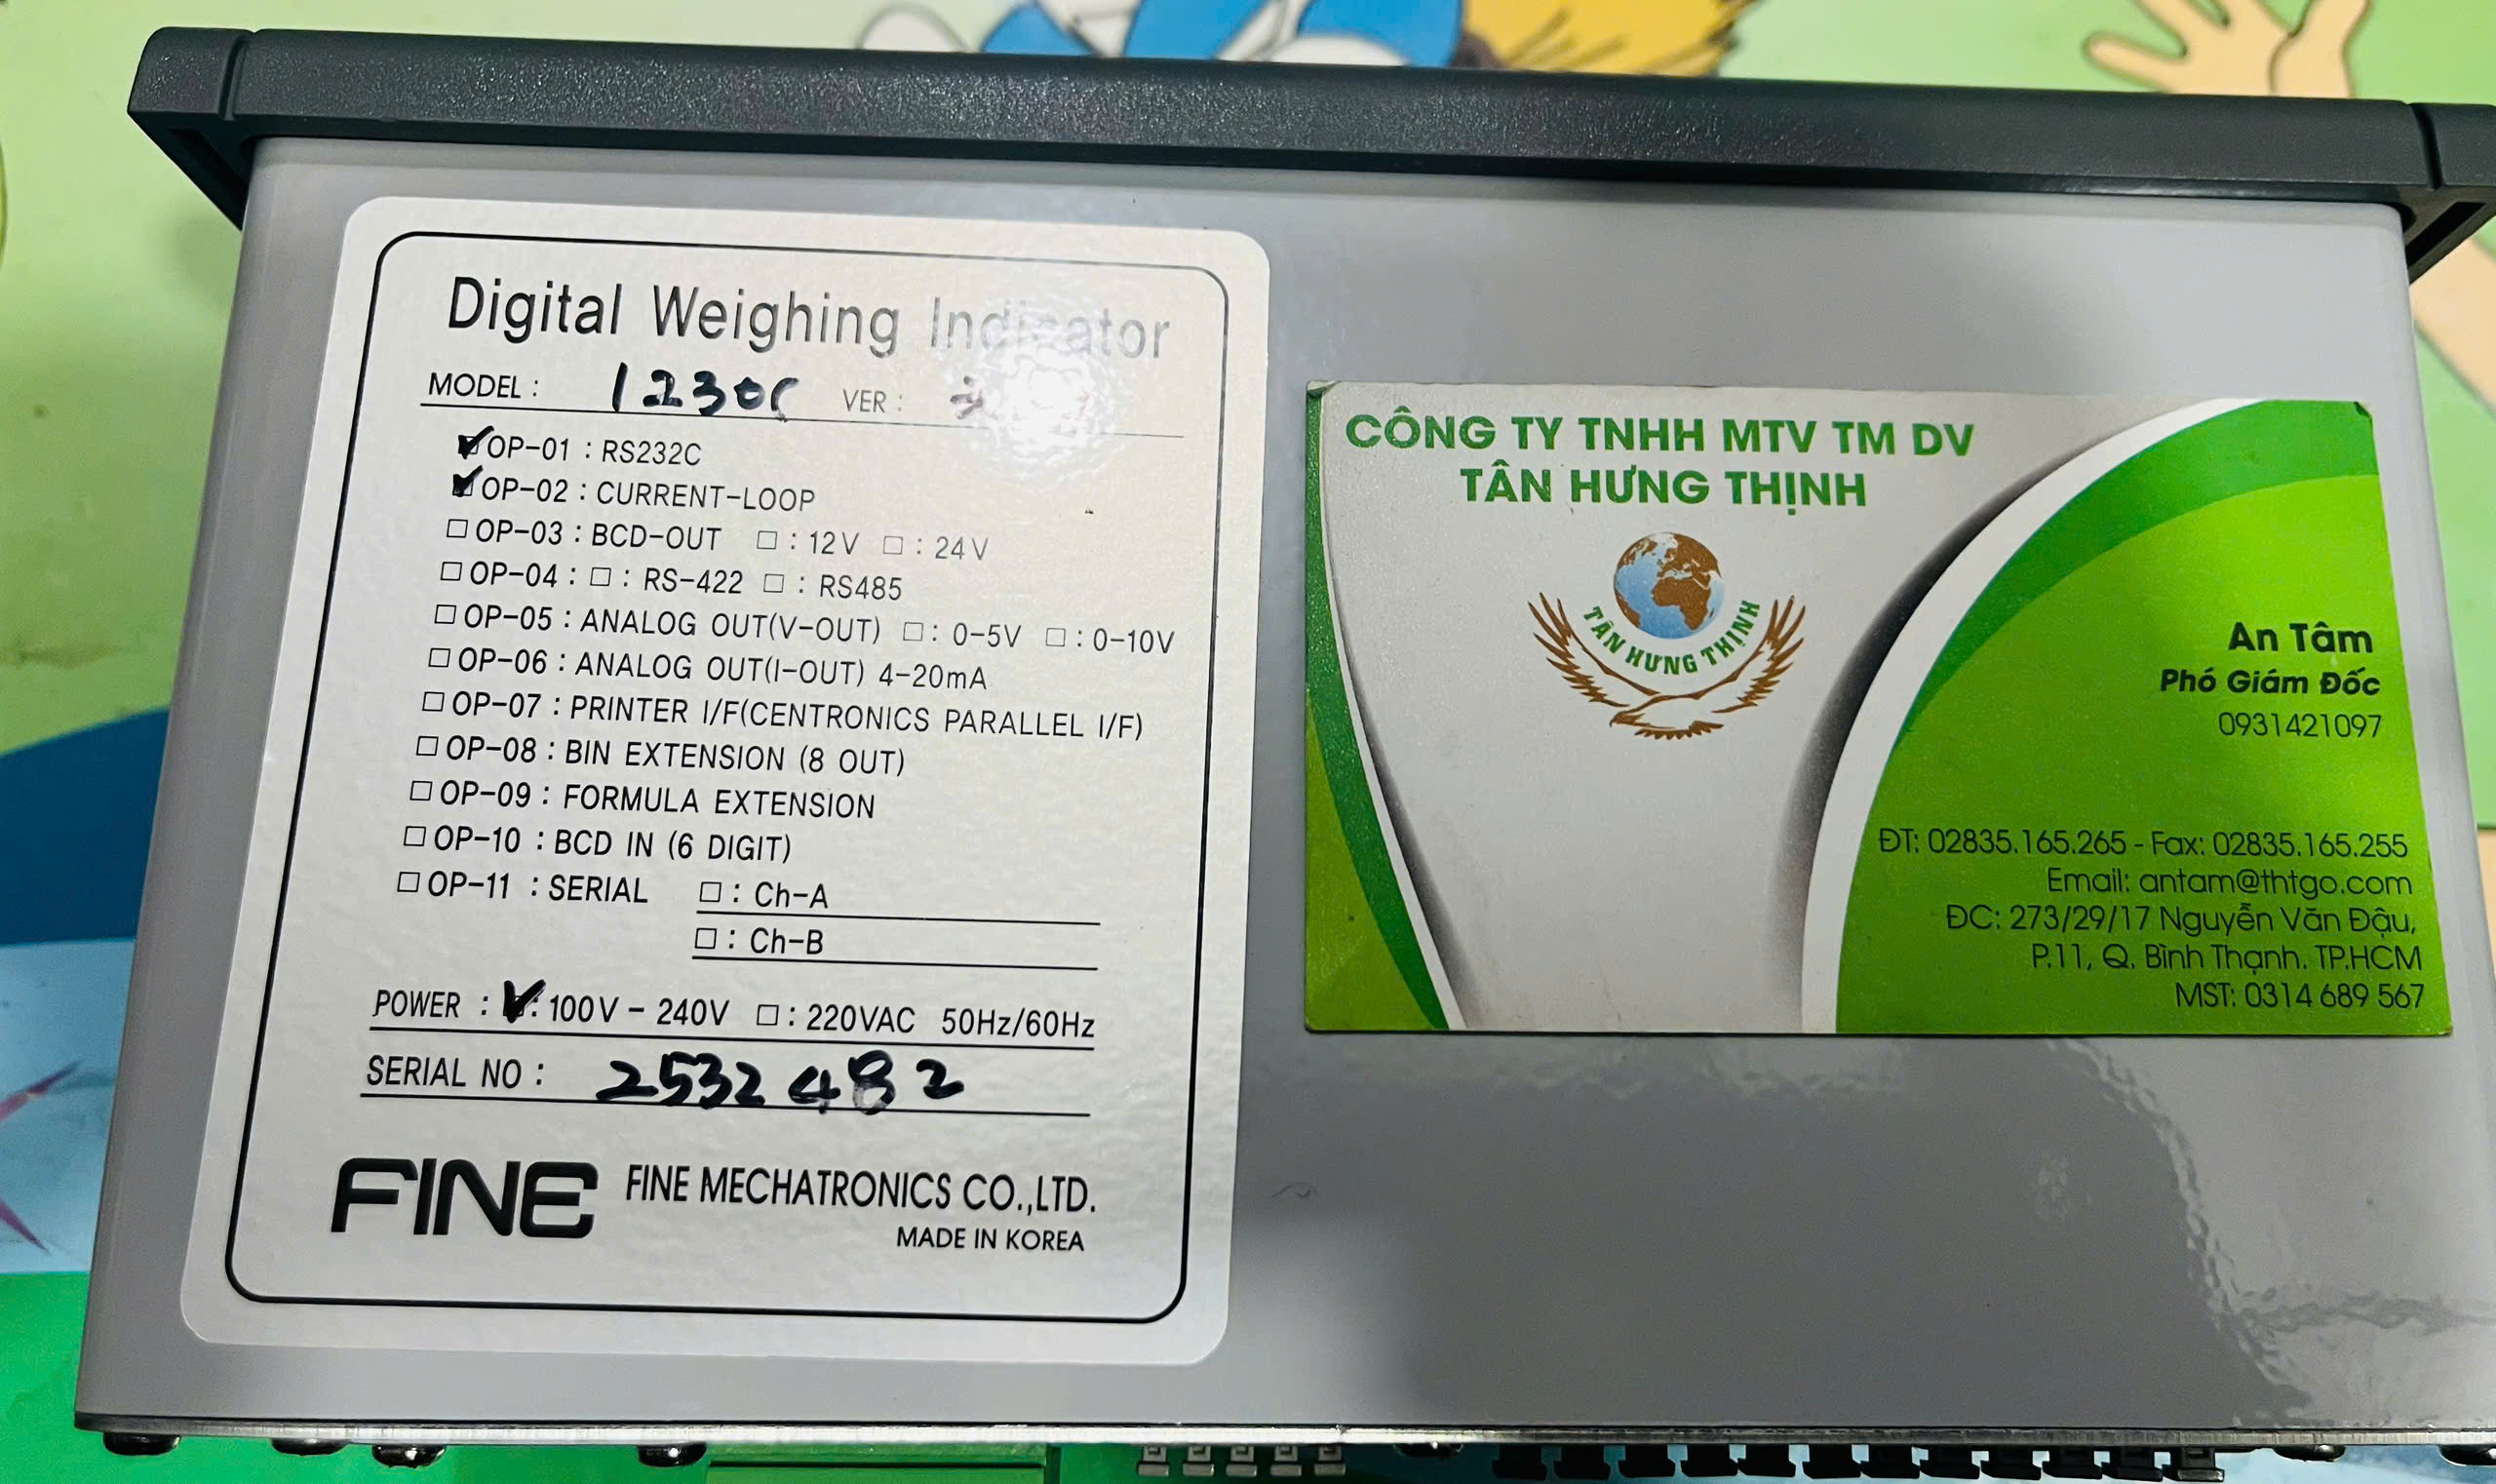 Digital Weighing Indicator
MODEL : 1230C VER :
OP-01 : RS232C
OP-02 : CURRENT-LOOP
OP-03 : BCD-OUT : 12V : 24V
OP-04 : : RS-422 : RS485
OP-05 : ANALOG OUT(V-OUT) : 0-5V : 0-10V
OP-06 : ANALOG OUT(I-OUT) 4-20mA
OP-07 : PRINTER I/F(CENTRONICS PARALLEL I/F)
OP-08 : BIN EXTENSION (8 OUT)
OP-09 : FORMULA EXTENSION
OP-10 : BCD IN (6 DIGIT)
OP-11 : SERIAL : Ch-A
: Ch-B
POWER : : 100V - 240V : 220VAC 50Hz/60Hz
SERIAL NO : 2532482
FINE FINE MECHATRONICS CO.,LTD.
MADE IN KOREA
CÔNG TY TNHH MTV TM DV
TÂN HƯNG THỊNH
TÂN HƯNG THỊNH
An Tâm
Phó Giám Đốc
0931421097
ĐT: 02835.165.265 - Fax: 02835.165.255
Email: antam@thtgo.com
ĐC: 273/29/17 Nguyễn Văn Đậu,
P.11, Q. Bình Thạnh. TP.HCM
MST: 0314 689 567